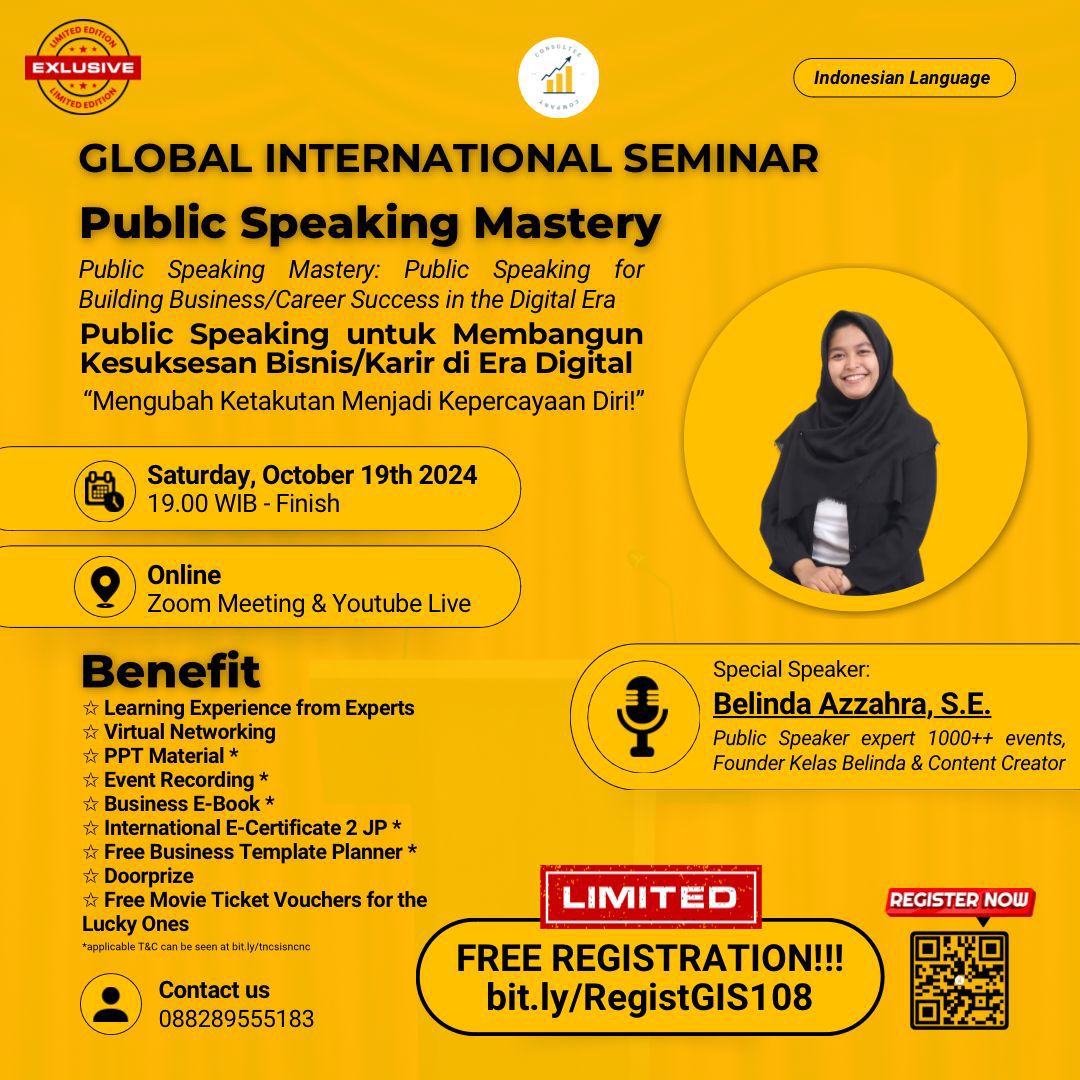 LIMITED EDITION
EXLUSIVE
LIMITED EDITION
CONSULTEE
COMPANY
Indonesian Language
GLOBAL INTERNATIONAL SEMINAR
Public Speaking Mastery
Public Speaking Mastery: Public Speaking for
Building Business/Career Success in the Digital Era
Public Speaking untuk Membangun
Kesuksesan Bisnis/Karir di Era Digital
“Mengubah Ketakutan Menjadi Kepercayaan Diri!”
Saturday, October 19th 2024
19.00 WIB - Finish
Online
Zoom Meeting & Youtube Live
Benefit
☆ Learning Experience from Experts
☆ Virtual Networking
☆ PPT Material *
☆ Event Recording *
☆ Business E-Book *
☆ International E-Certificate 2 JP *
☆ Free Business Template Planner *
☆ Doorprize
☆ Free Movie Ticket Vouchers for the
Lucky Ones
*applicable T&C can be seen at bit.ly/tncsisncnc
Contact us
088289555183
Special Speaker:
Belinda Azzahra, S.E.
Public Speaker expert 1000++ events,
Founder Kelas Belinda & Content Creator
LIMITED
FREE REGISTRATION!!!
bit.ly/RegistGIS108
REGISTER NOW